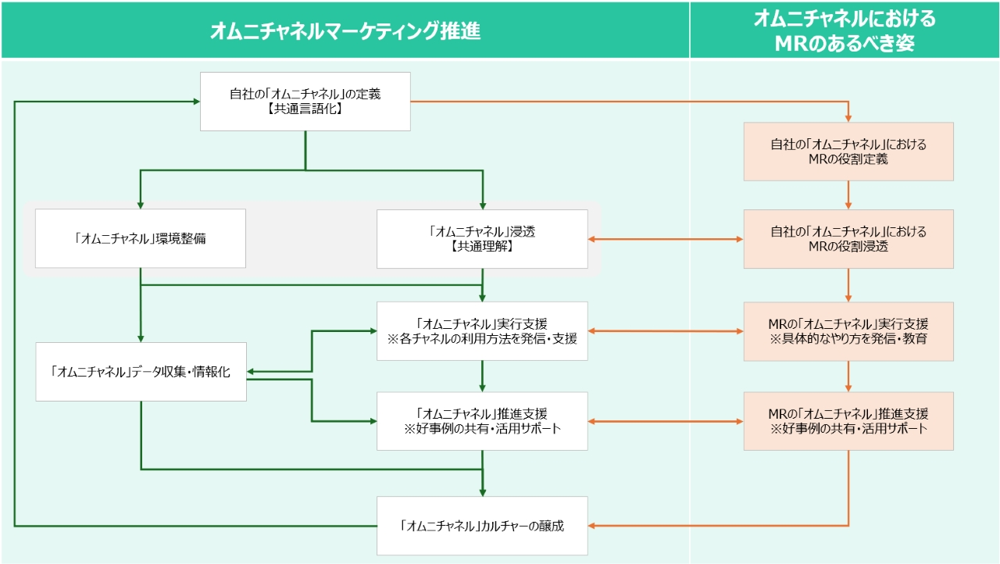 オムニチャネルマーケティング推進
オムニチャネルにおける
MRのあるべき姿
自社の「オムニチャネル」の定義
【共通言語化】
自社の「オムニチャネル」における
MRの役割定義
「オムニチャネル」環境整備
「オムニチャネル」浸透
【共通理解】
自社の「オムニチャネル」における
MRの役割浸透
「オムニチャネル」実行支援
※各チャネルの利用方法を発信・支援
MRの「オムニチャネル」実行支援
※具体的なやり方を発信・教育
「オムニチャネル」データ収集・情報化
「オムニチャネル」推進支援
※好事例の共有・活用サポート
MRの「オムニチャネル」推進支援
※好事例の共有・活用サポート
「オムニチャネル」カルチャーの醸成